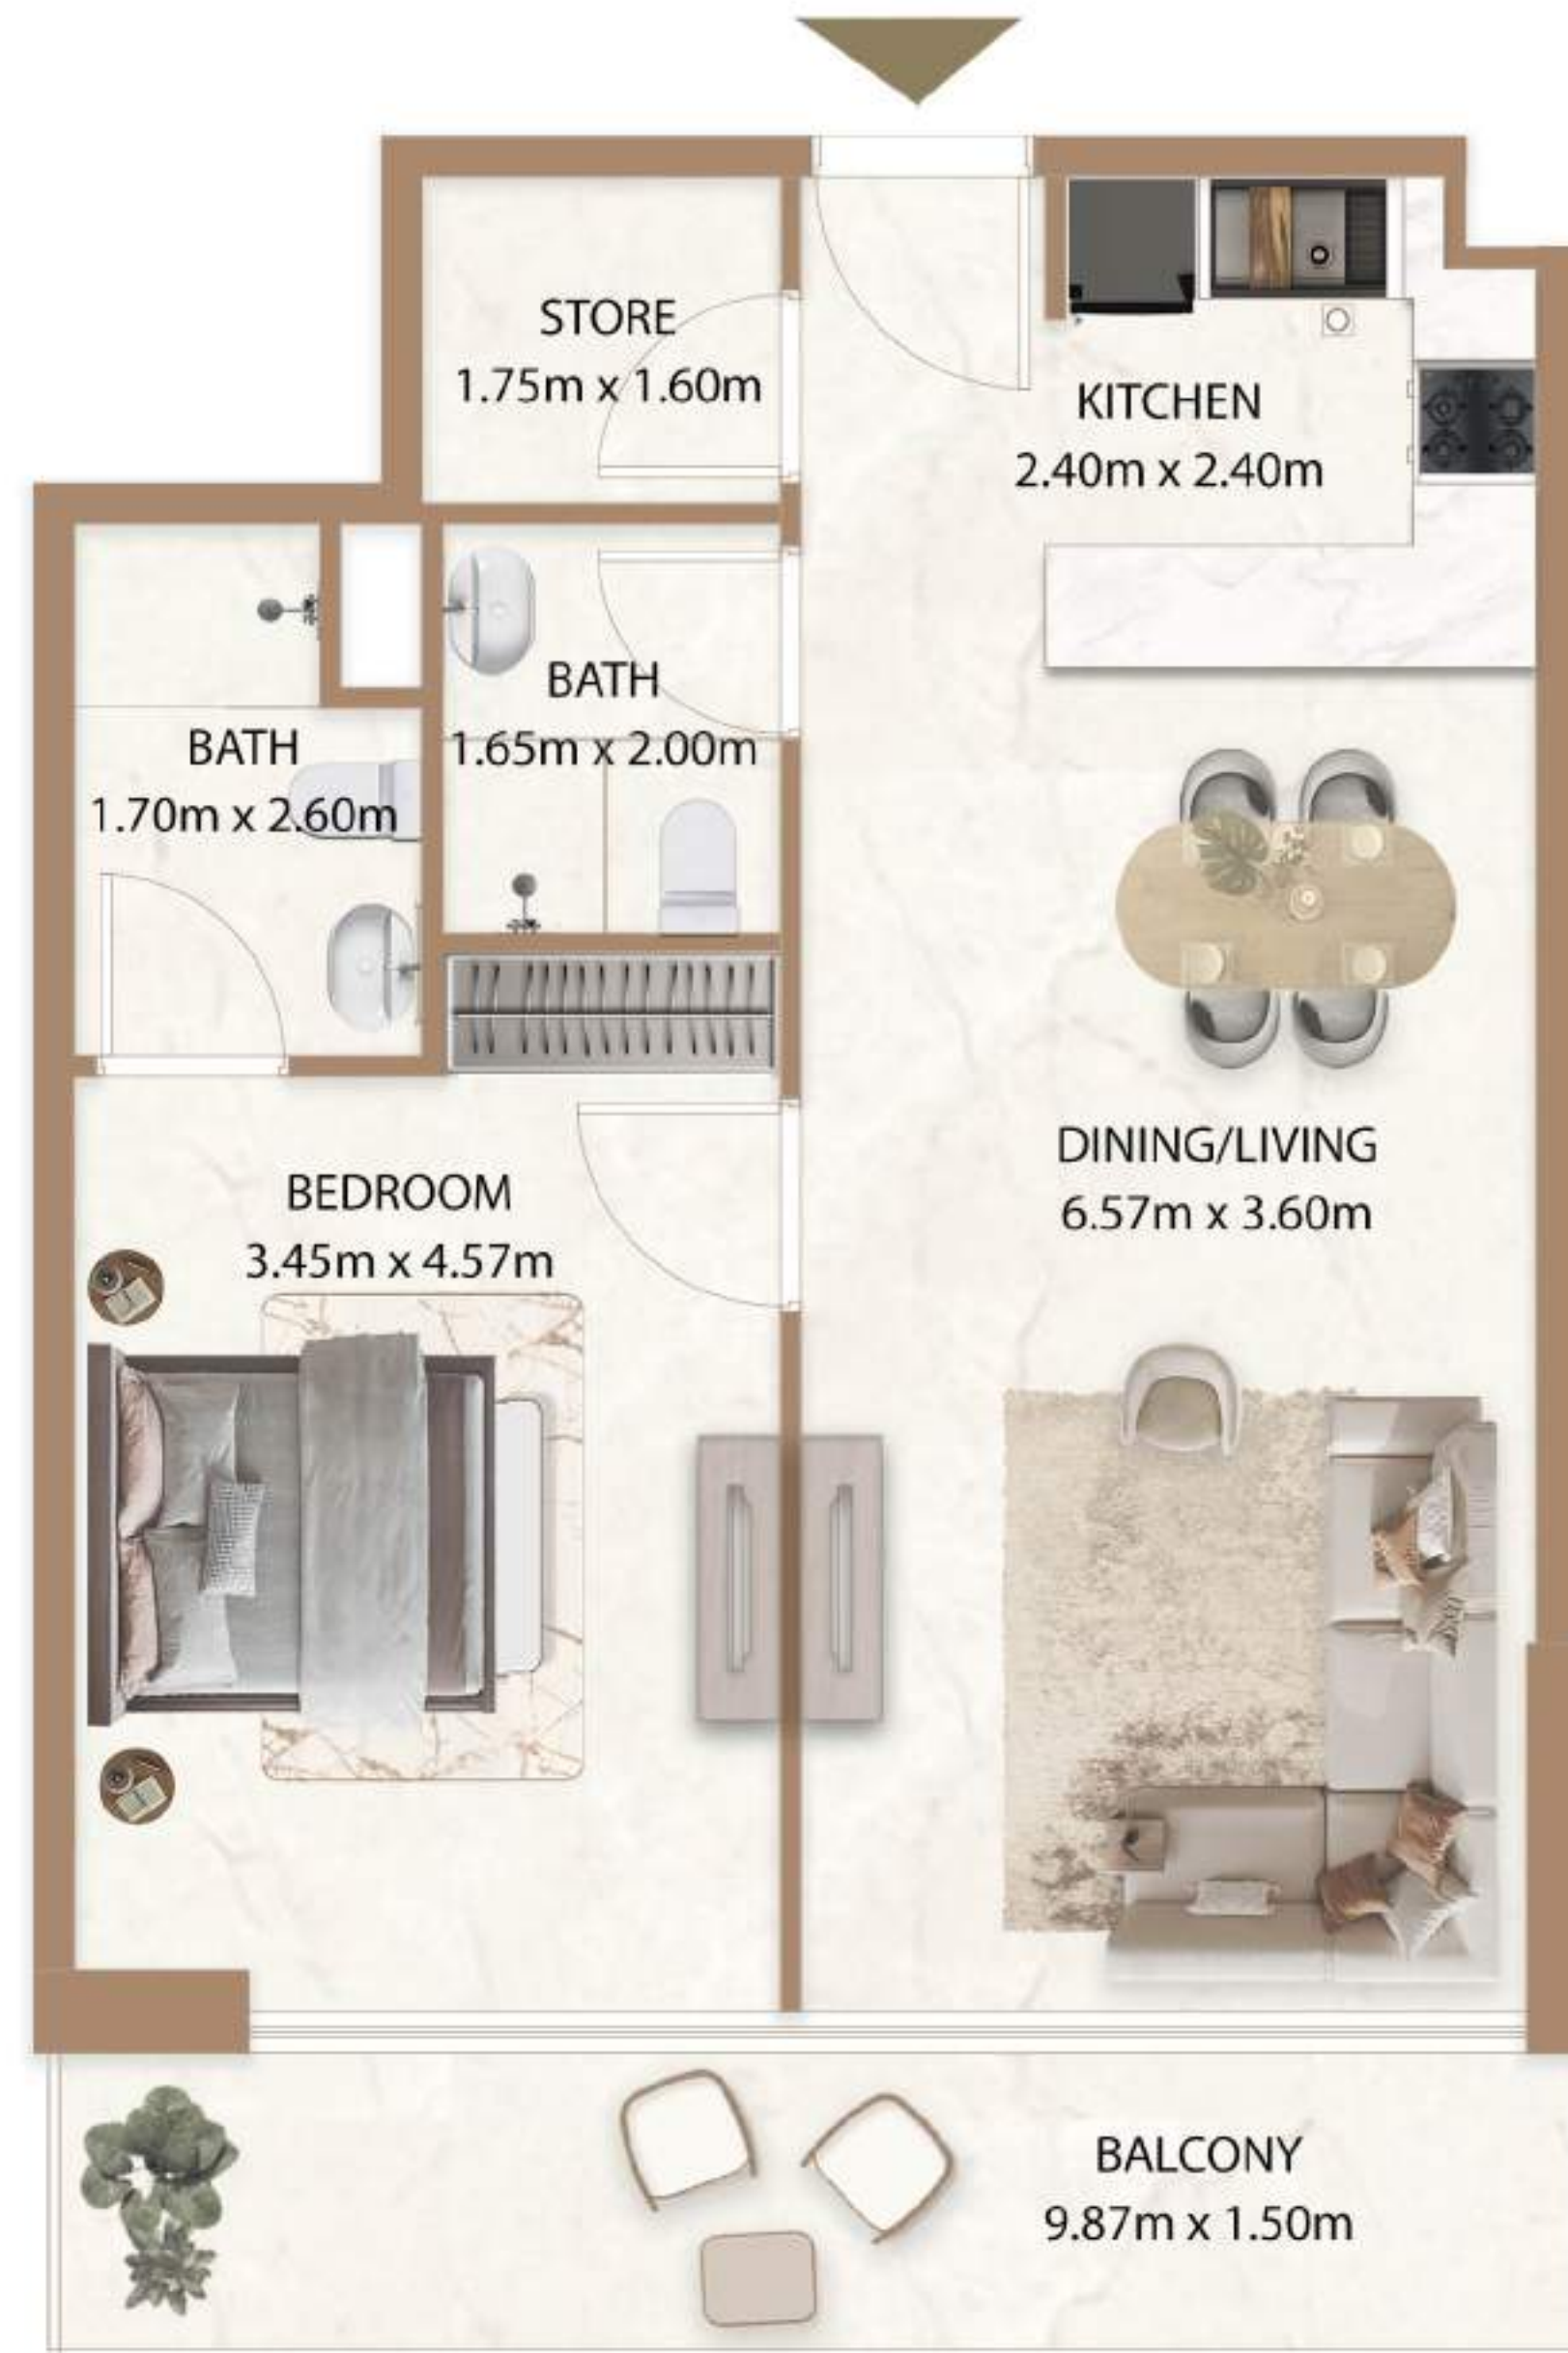 STORE
1.75m x 1.60m
KITCHEN
2.40m x 2.40m
BATH
1.65m x 2.00m
BATH
1.70m x 2.60m
DINING/LIVING
6.57m x 3.60m
BEDROOM
3.45m x 4.57m
BALCONY
9.87m x 1.50m